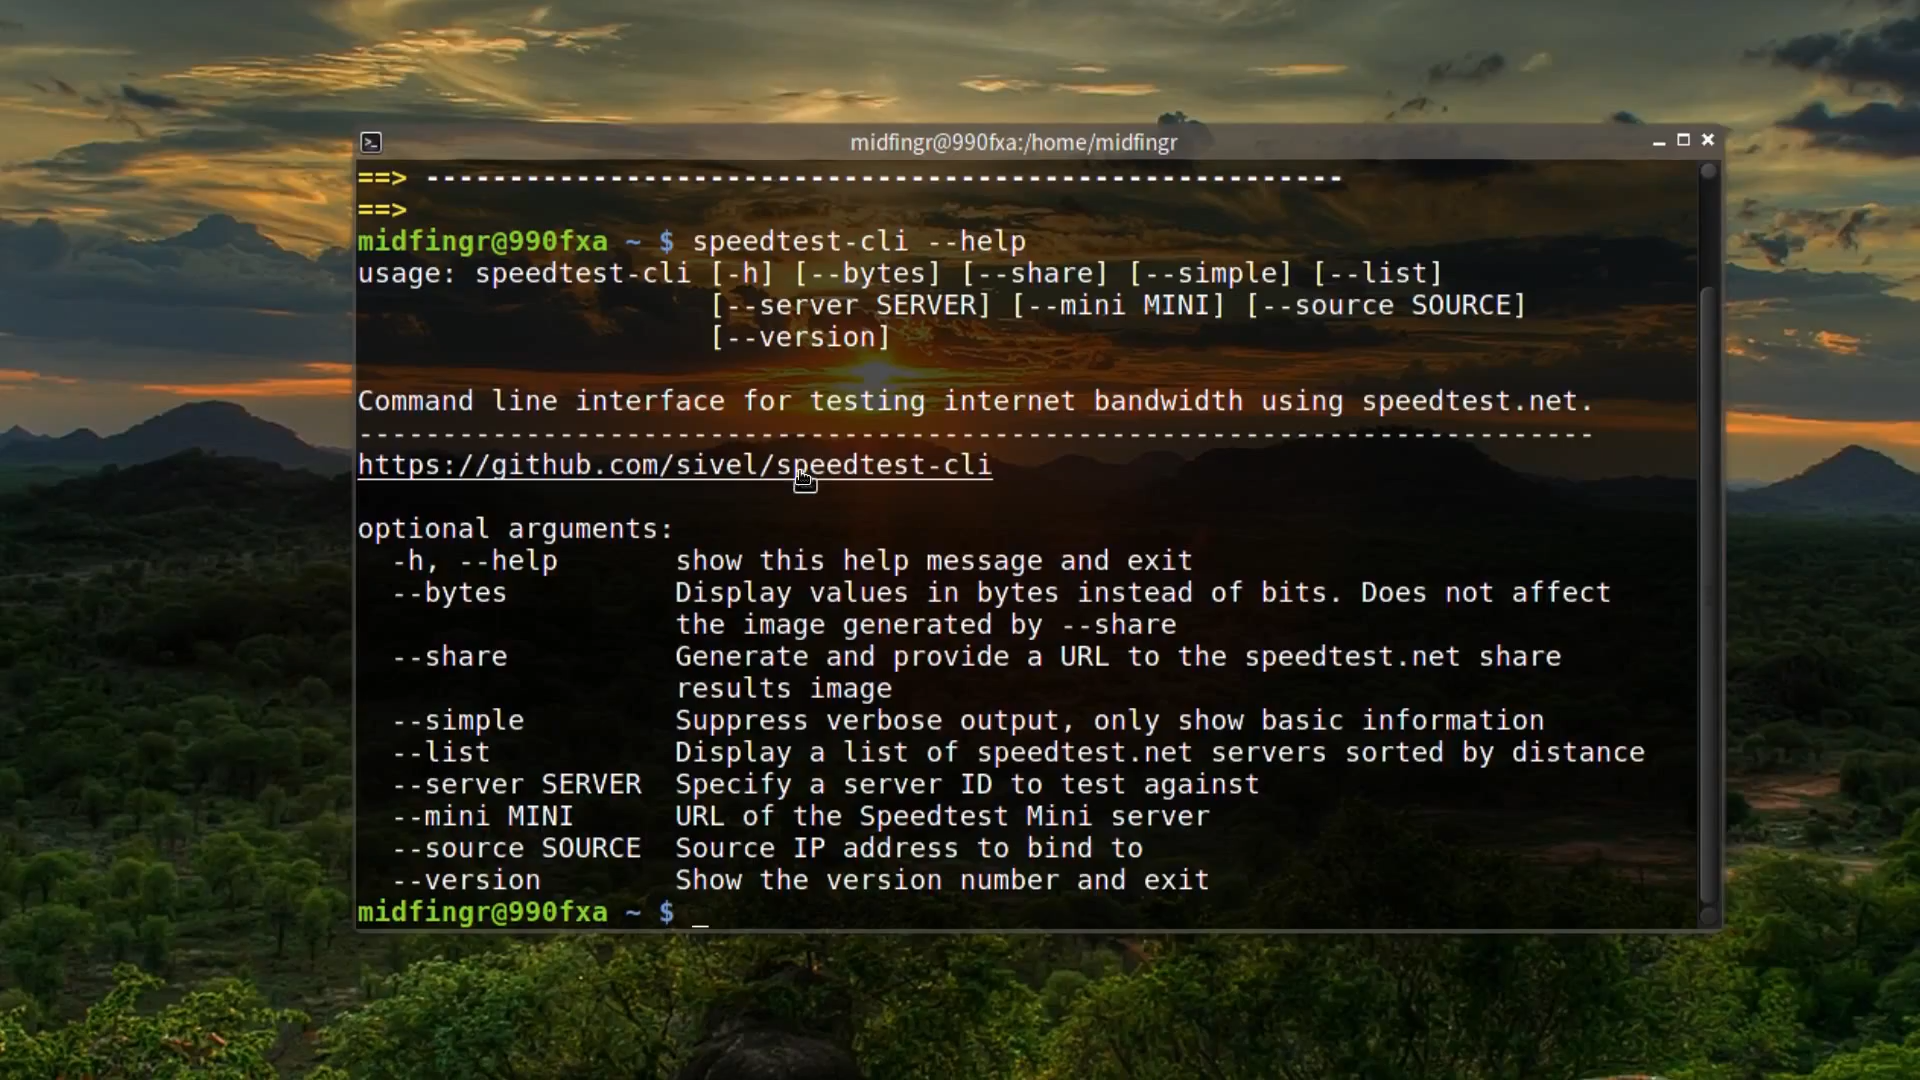 midfingr@990fxa:/home/midfingr
==> -------------------------------------------------------
==>
midfingr@990fxa ~ $ speedtest-cli --help
usage: speedtest-cli [-h] [--bytes] [--share] [--simple] [--list]
[--server SERVER] [--mini MINI] [--source SOURCE]
[--version]
Command line interface for testing internet bandwidth using speedtest.net.
--------------------------------------------------------------------------
https://github.com/sivel/speedtest-cli
optional arguments:
-h, --help show this help message and exit
--bytes Display values in bytes instead of bits. Does not affect
the image generated by --share
--share Generate and provide a URL to the speedtest.net share
results image
--simple Suppress verbose output, only show basic information
--list Display a list of speedtest.net servers sorted by distance
--server SERVER Specify a server ID to test against
--mini MINI URL of the Speedtest Mini server
--source SOURCE Source IP address to bind to
--version Show the version number and exit
midfingr@990fxa ~ $ _